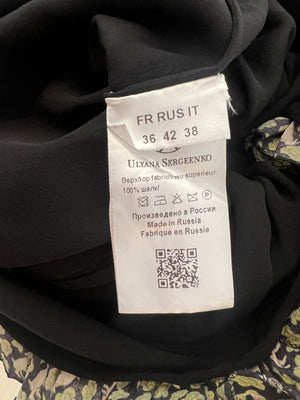 FR RUS IT
36 42 38
ULYANA SERGEENKO
Верх/top fabrics/ supérieur:
100% шелк/
Произведено в России
Made in Russia
Fabriqué en Russie